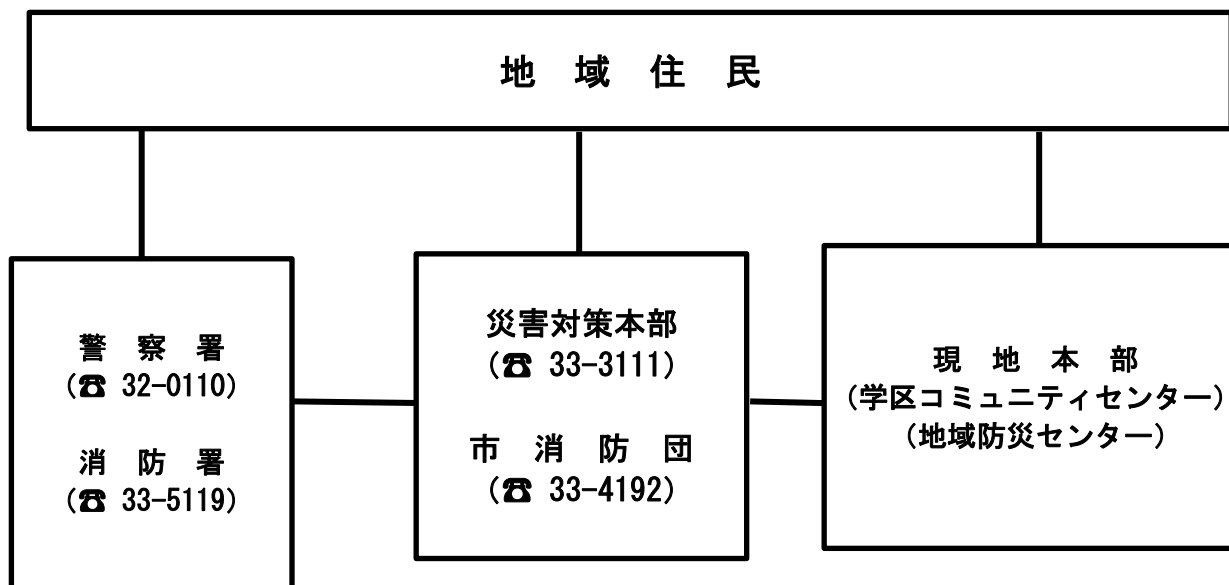 地 域 住 民
警 察 署
(☎ 32-0110)
消 防 署
(☎ 33-5119)
災害対策本部
(☎ 33-3111)
市 消 防 団
(☎ 33-4192)
現 地 本 部
(学区コミュニティセンター)
(地域防災センター)